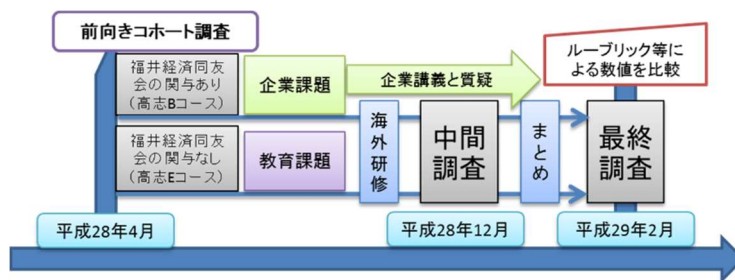 前向きコホート調査
福井経済同友
会の関与あり
(高志Bコース)
企業課題
企業講義と質疑
ルーブリック等に
よる数値を比較
福井経済同友
会の関与なし
(高志Eコース)
教育課題
海外研修
中間
調査
まとめ
最終
調査
平成28年4月
平成28年12月
平成29年2月